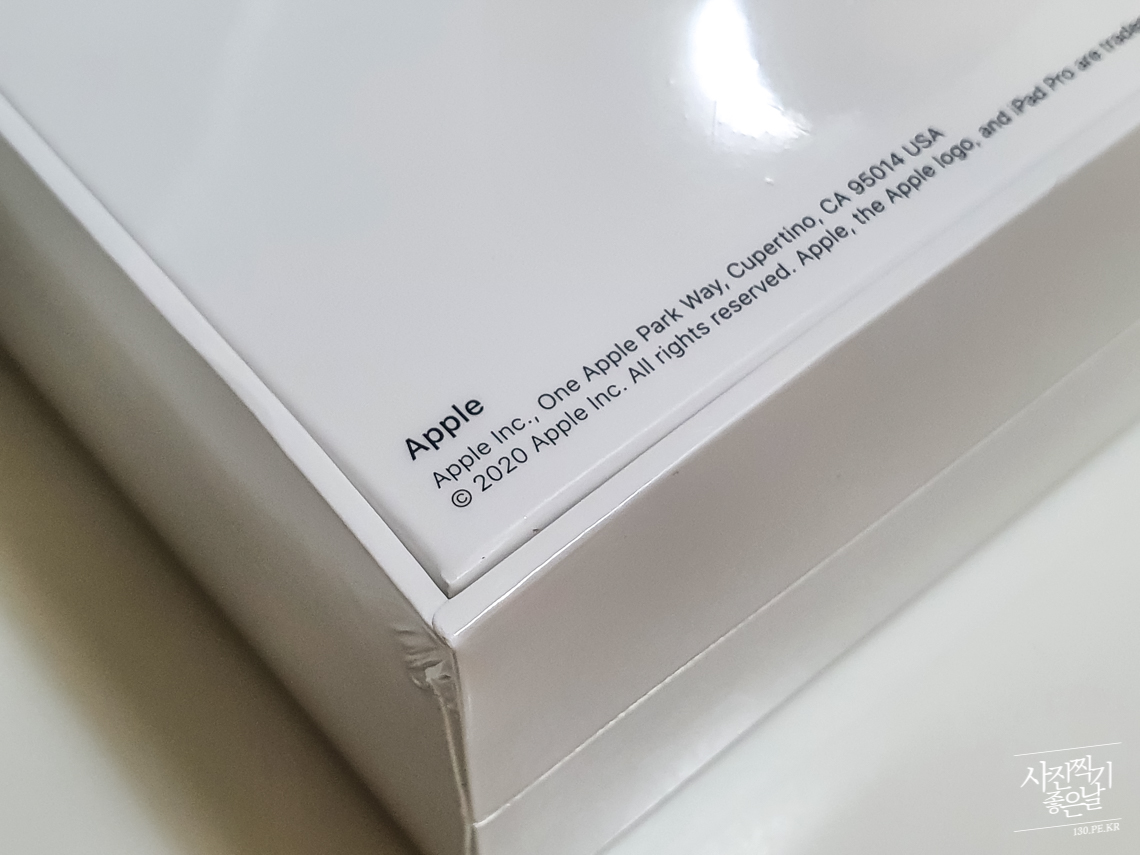 Apple
Apple Inc., One Apple Park Way, Cupertino, CA 95014 USA
© 2020 Apple Inc. All rights reserved. Apple, the Apple logo, and iPad Pro are
사진찍기
좋은날
130.PE.KR